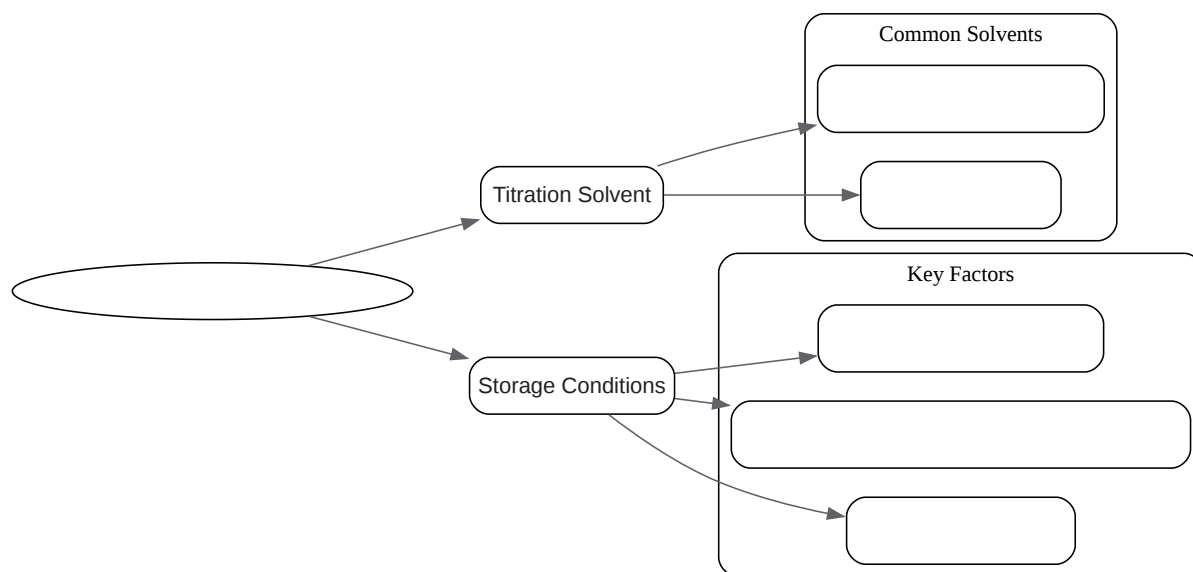 Common Solvents
Titration Solvent
Key Factors
Storage Conditions